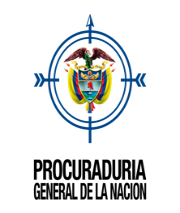 PROCURADURIA
GENERAL DE LA NACION